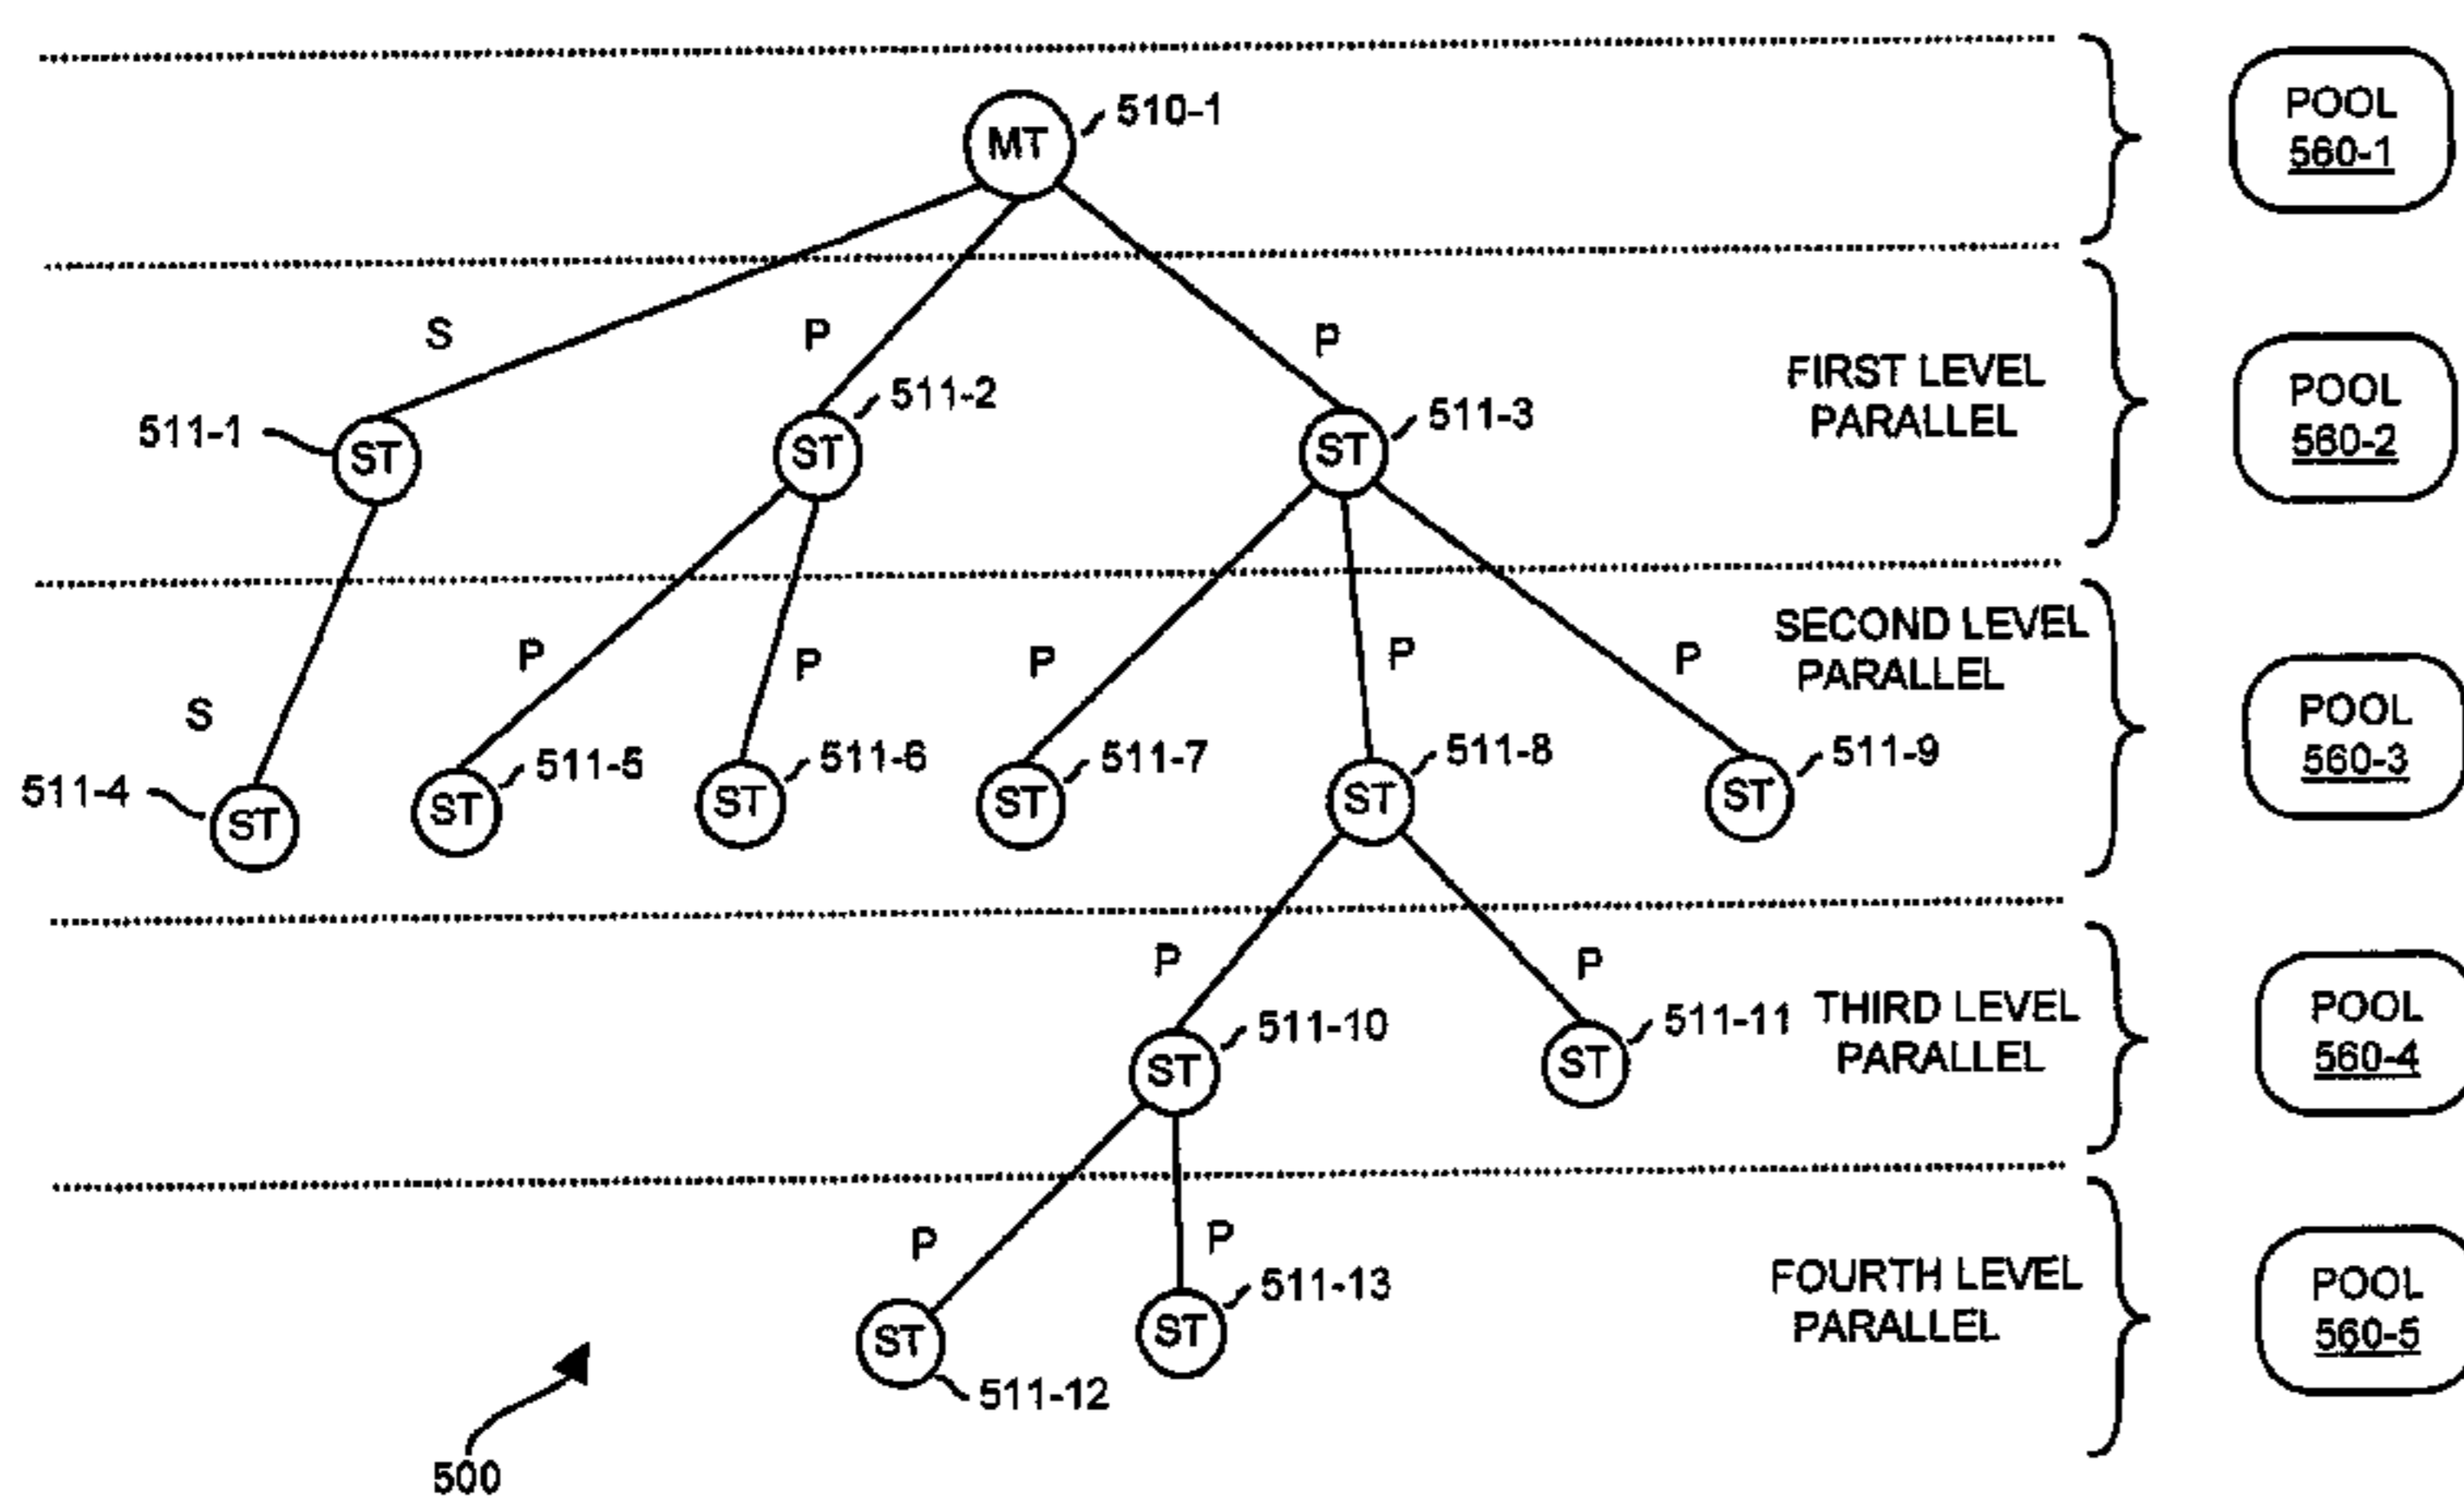 MT
510-1
POOL
560-1
S
P
P
511-1
ST
511-2
ST
511-3
ST
FIRST LEVEL
PARALLEL
POOL
560-2
S
P
P
P
P
P
SECOND LEVEL
PARALLEL
511-4
ST
511-5
ST
511-6
ST
511-7
ST
511-8
ST
511-9
ST
POOL
560-3
P
P
511-10
ST
511-11
ST
THIRD LEVEL
PARALLEL
POOL
560-4
P
P
511-12
ST
511-13
ST
FOURTH LEVEL
PARALLEL
POOL
560-5
500